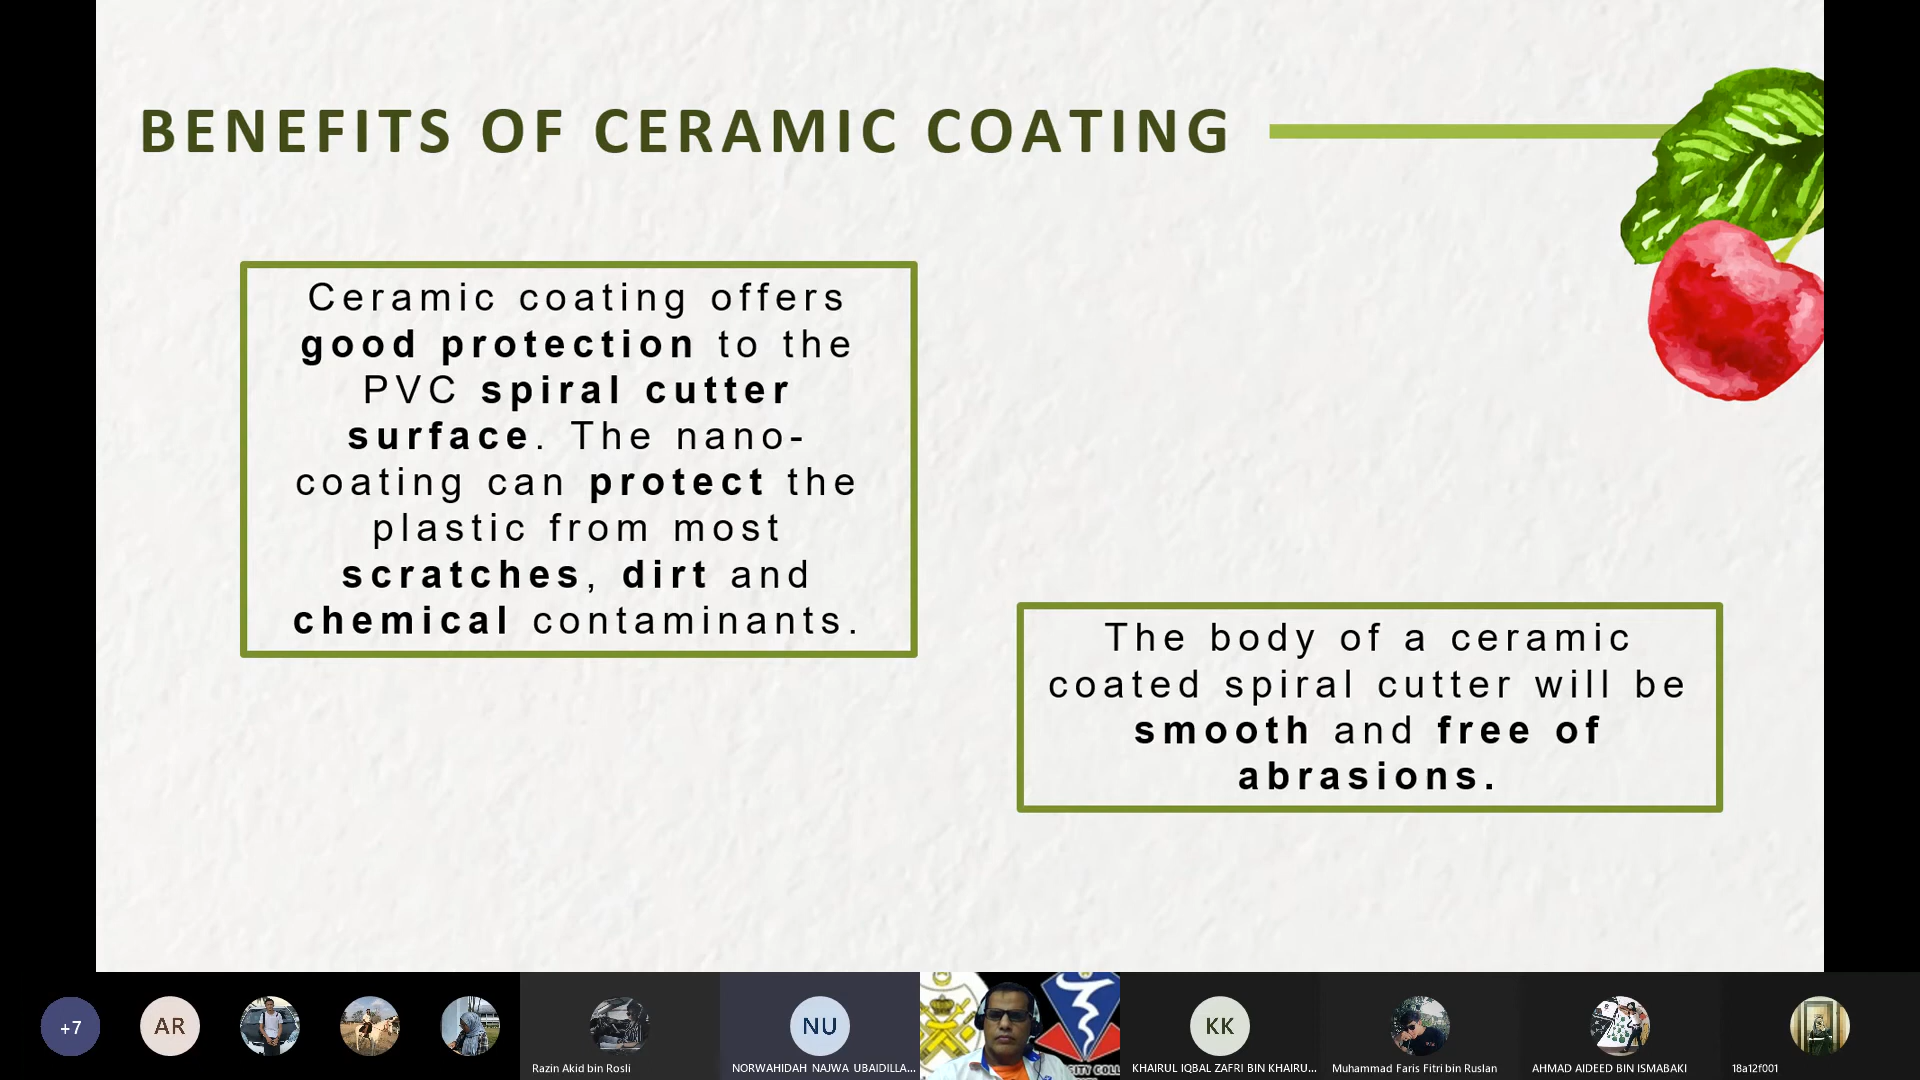 BENEFITS OF CERAMIC COATING
Ceramic coating offers
good protection to the
PVC spiral cutter
surface. The nano-
coating can protect the
plastic from most
scratches, dirt and
chemical contaminants.
The body of a ceramic
coated spiral cutter will be
smooth and free of
abrasions.
+7
AR
NU
KK
CITY COLL
Razin Akid bin Rosli
NORWAHIDAH NAJWA UBAIDILLA...
KHAIRUL IQBAL ZAFRI BIN KHAIRU...
Muhammad Faris Fitri bin Ruslan
AHMAD AIDEED BIN ISMABAKI
18a12f001